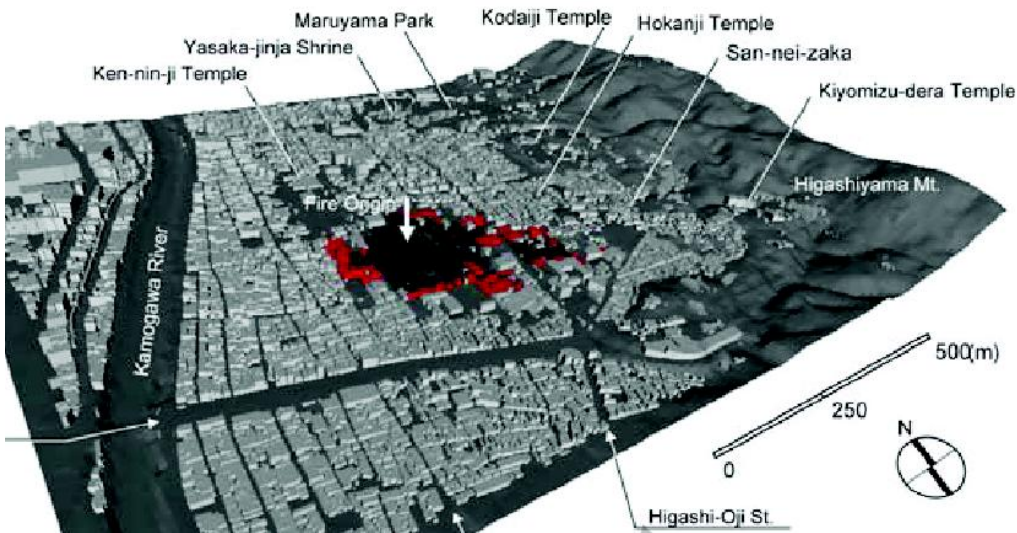 Maruyama Park
Kodaiji Temple
Hokanji Temple
Yasaka-jinja Shrine
San-nei-zaka
Ken-nin-ji Temple
Kiyomizu-dera Temple
Higashiyama Mt.
Fire Origin
Kamogawa River
500(m)
250
0
N
Higashi-Oji St.